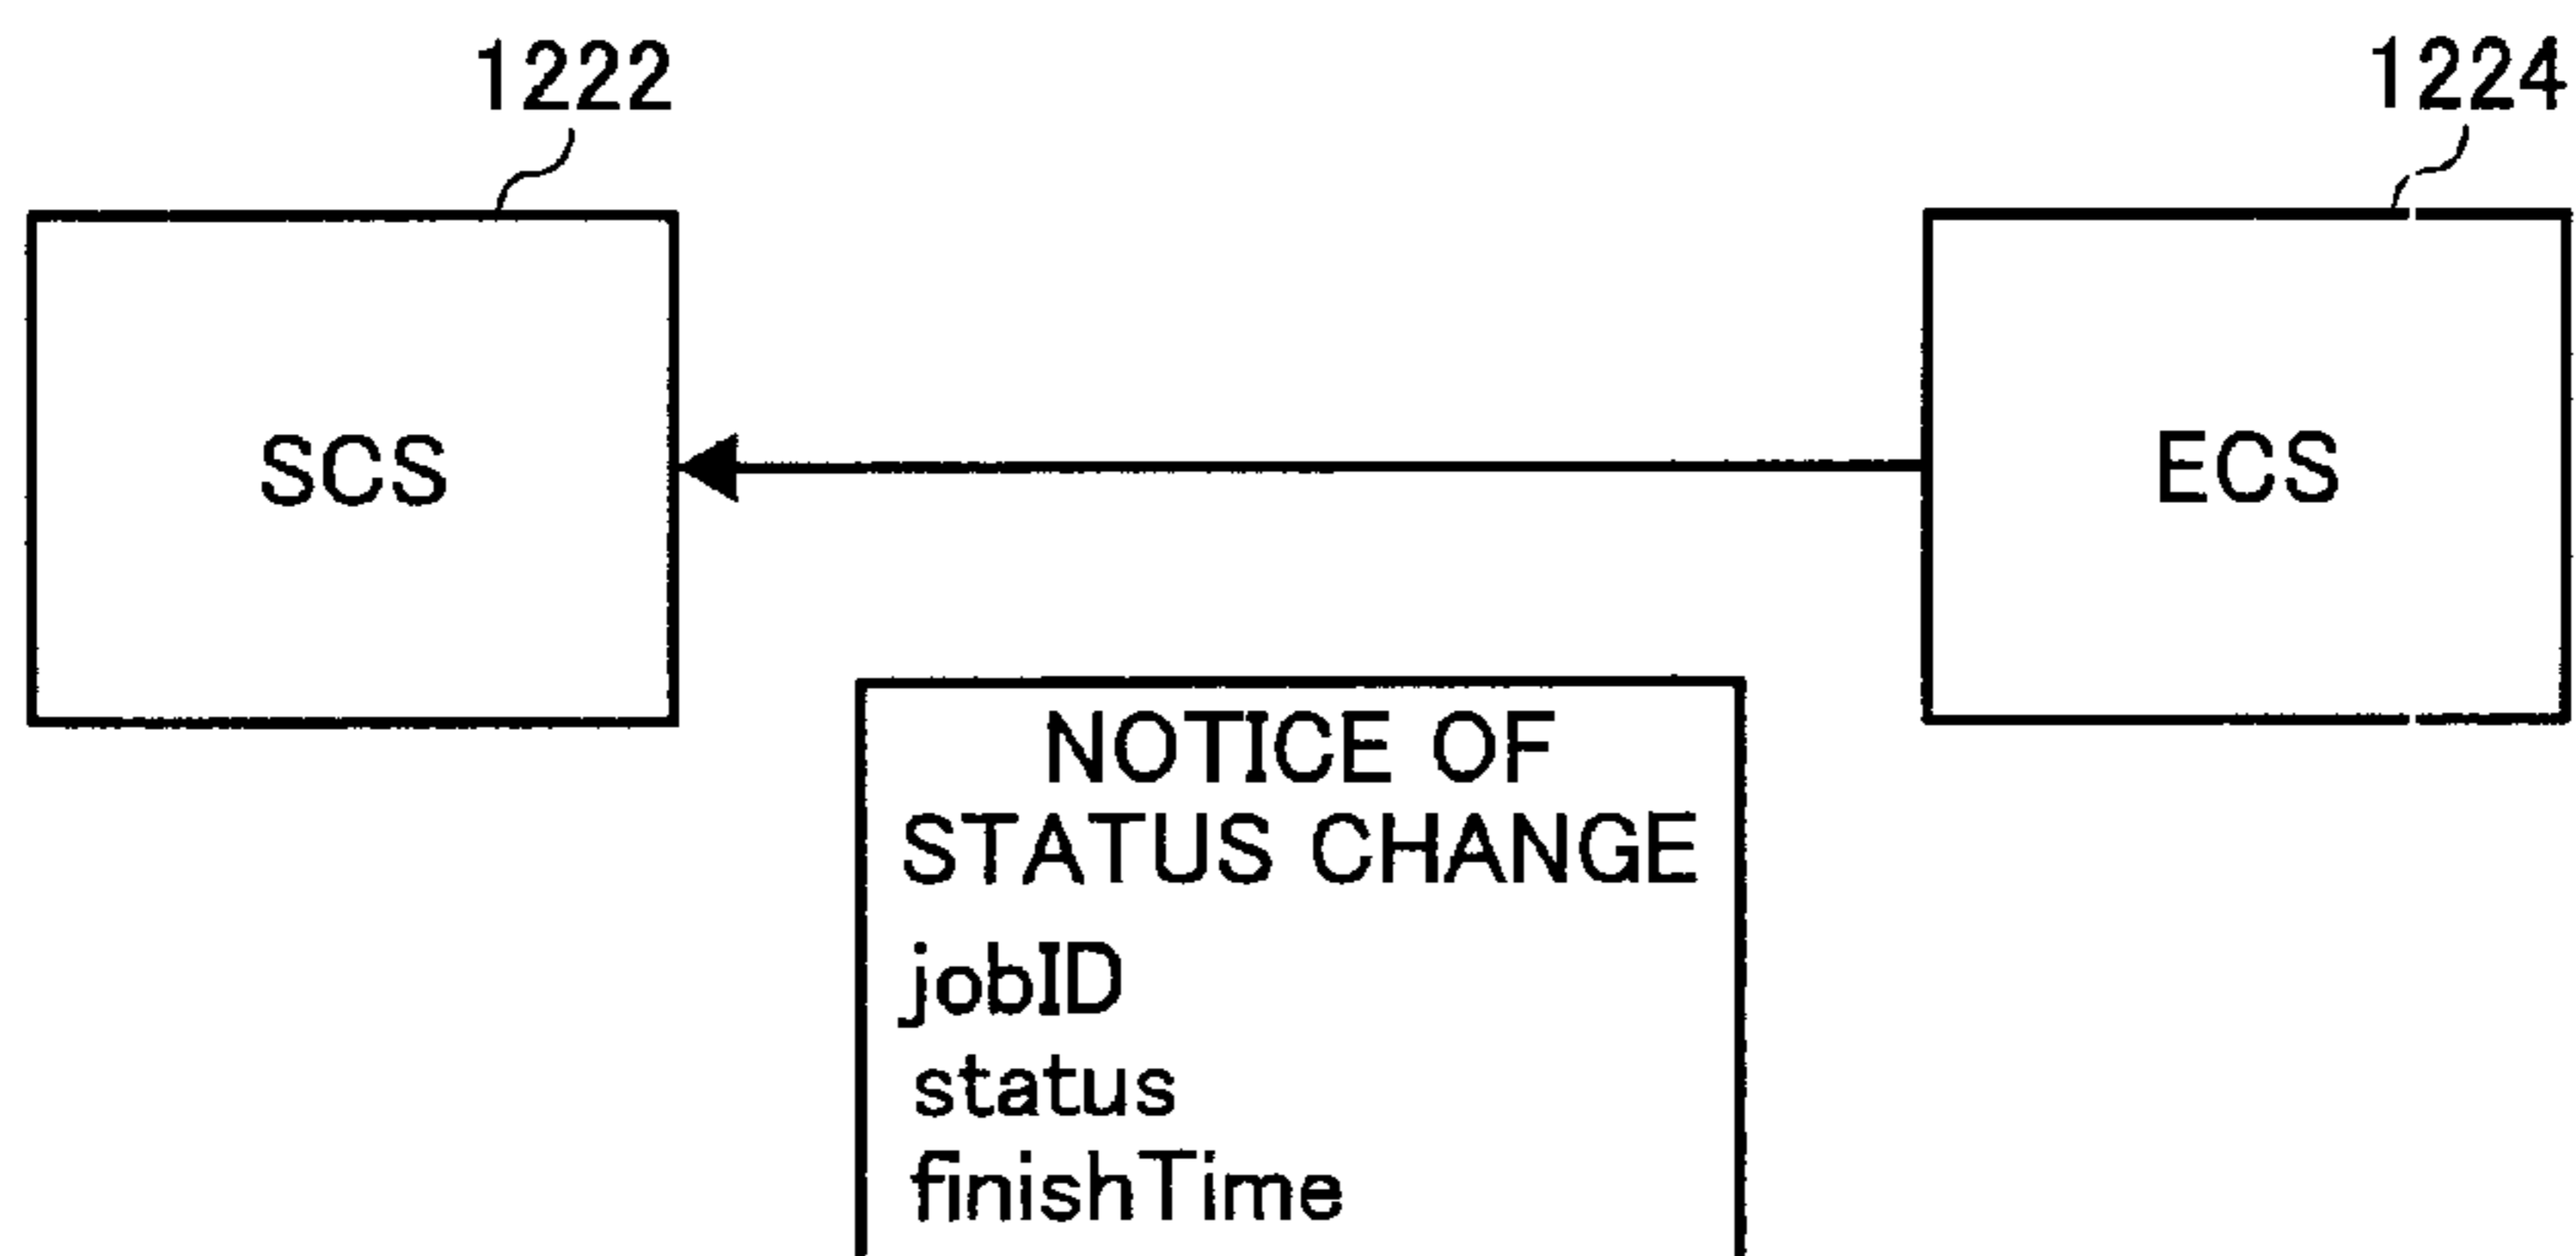 1222
1224
SCS
ECS
NOTICE OF
STATUS CHANGE
jobID
status
finishTime